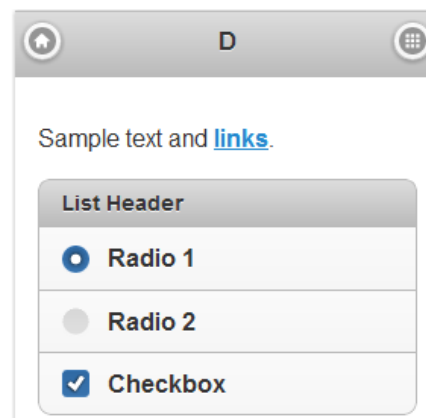 D
Sample text and links.
List Header
Radio 1
Radio 2
Checkbox